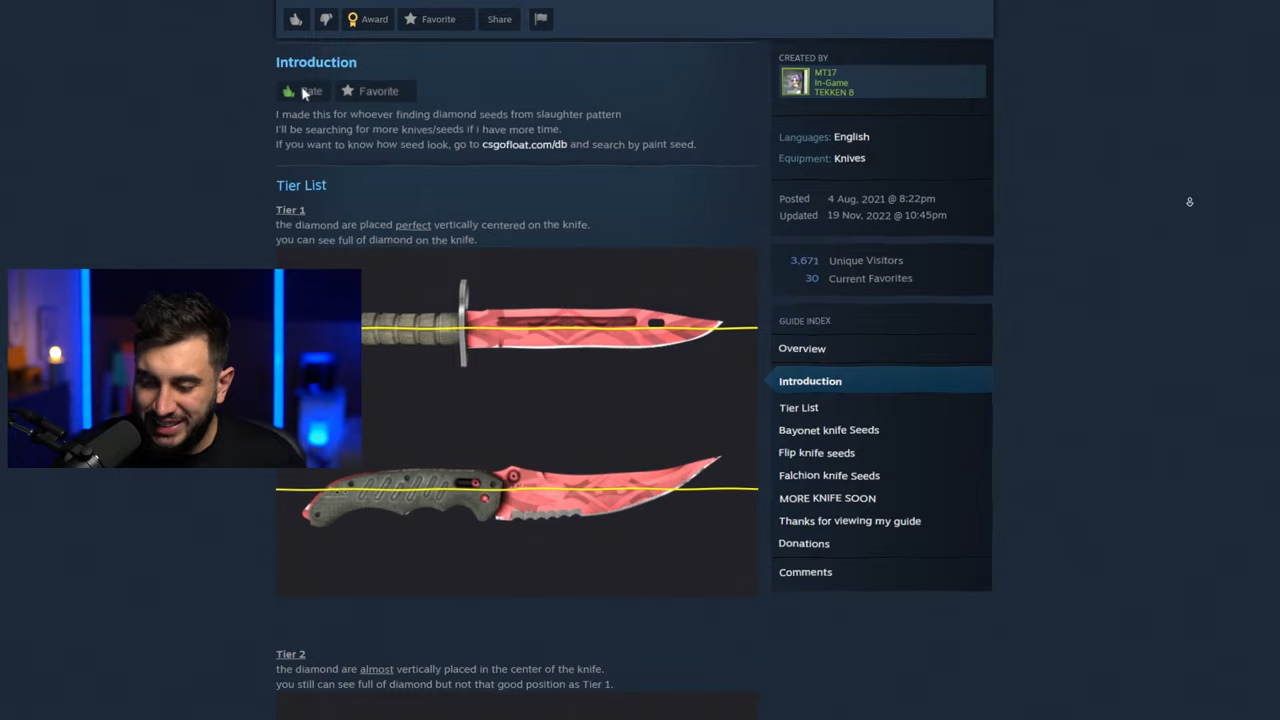 Award
Favorite
Share
Introduction
Favorite
I made this for whoever finding diamond seeds from slaughter pattern
I'll be searching for more knives/seeds if i have more time.
If you want to know how seed look, go to csgofloat.com/db and search by paint seed.
Tier List
Tier 1
the diamond are placed perfect vertically centered on the knife.
you can see full of diamond on the knife.
Tier 2
the diamond are almost vertically placed in the center of the knife.
you still can see full of diamond but not that good position as Tier 1.
CREATED BY
MT17
In-Game
TEKKEN 8
Languages: English
Equipment: Knives
Posted 4 Aug, 2021 @ 8:22pm
Updated 19 Nov, 2022 @ 10:45pm
3,671 Unique Visitors
30 Current Favorites
GUIDE INDEX
Overview
Introduction
Tier List
Bayonet knife Seeds
Flip knife seeds
Falchion knife Seeds
MORE KNIFE SOON
Thanks for viewing my guide
Donations
Comments